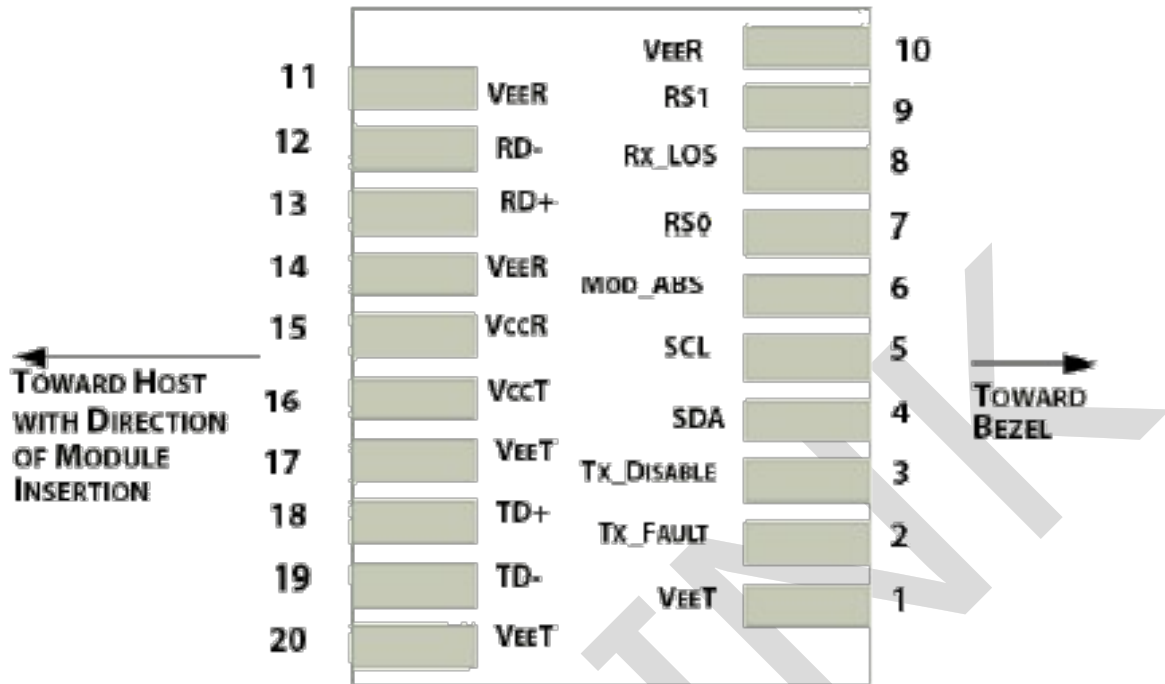 VEER 10
11 VEER
RS1 9
12 RD-
RX_LOS 8
13 RD+
RS0 7
14 VEER
MOD_ABS 6
15 VCCR
SCL 5
TOWARD HOST
WITH DIRECTION
OF MODULE
INSERTION
16 VCCT
SDA 4
TOWARD
BEZEL
17 VEET
TX_DISABLE 3
18 TD+
TX_FAULT 2
19 TD-
VEET 1
20 VEET